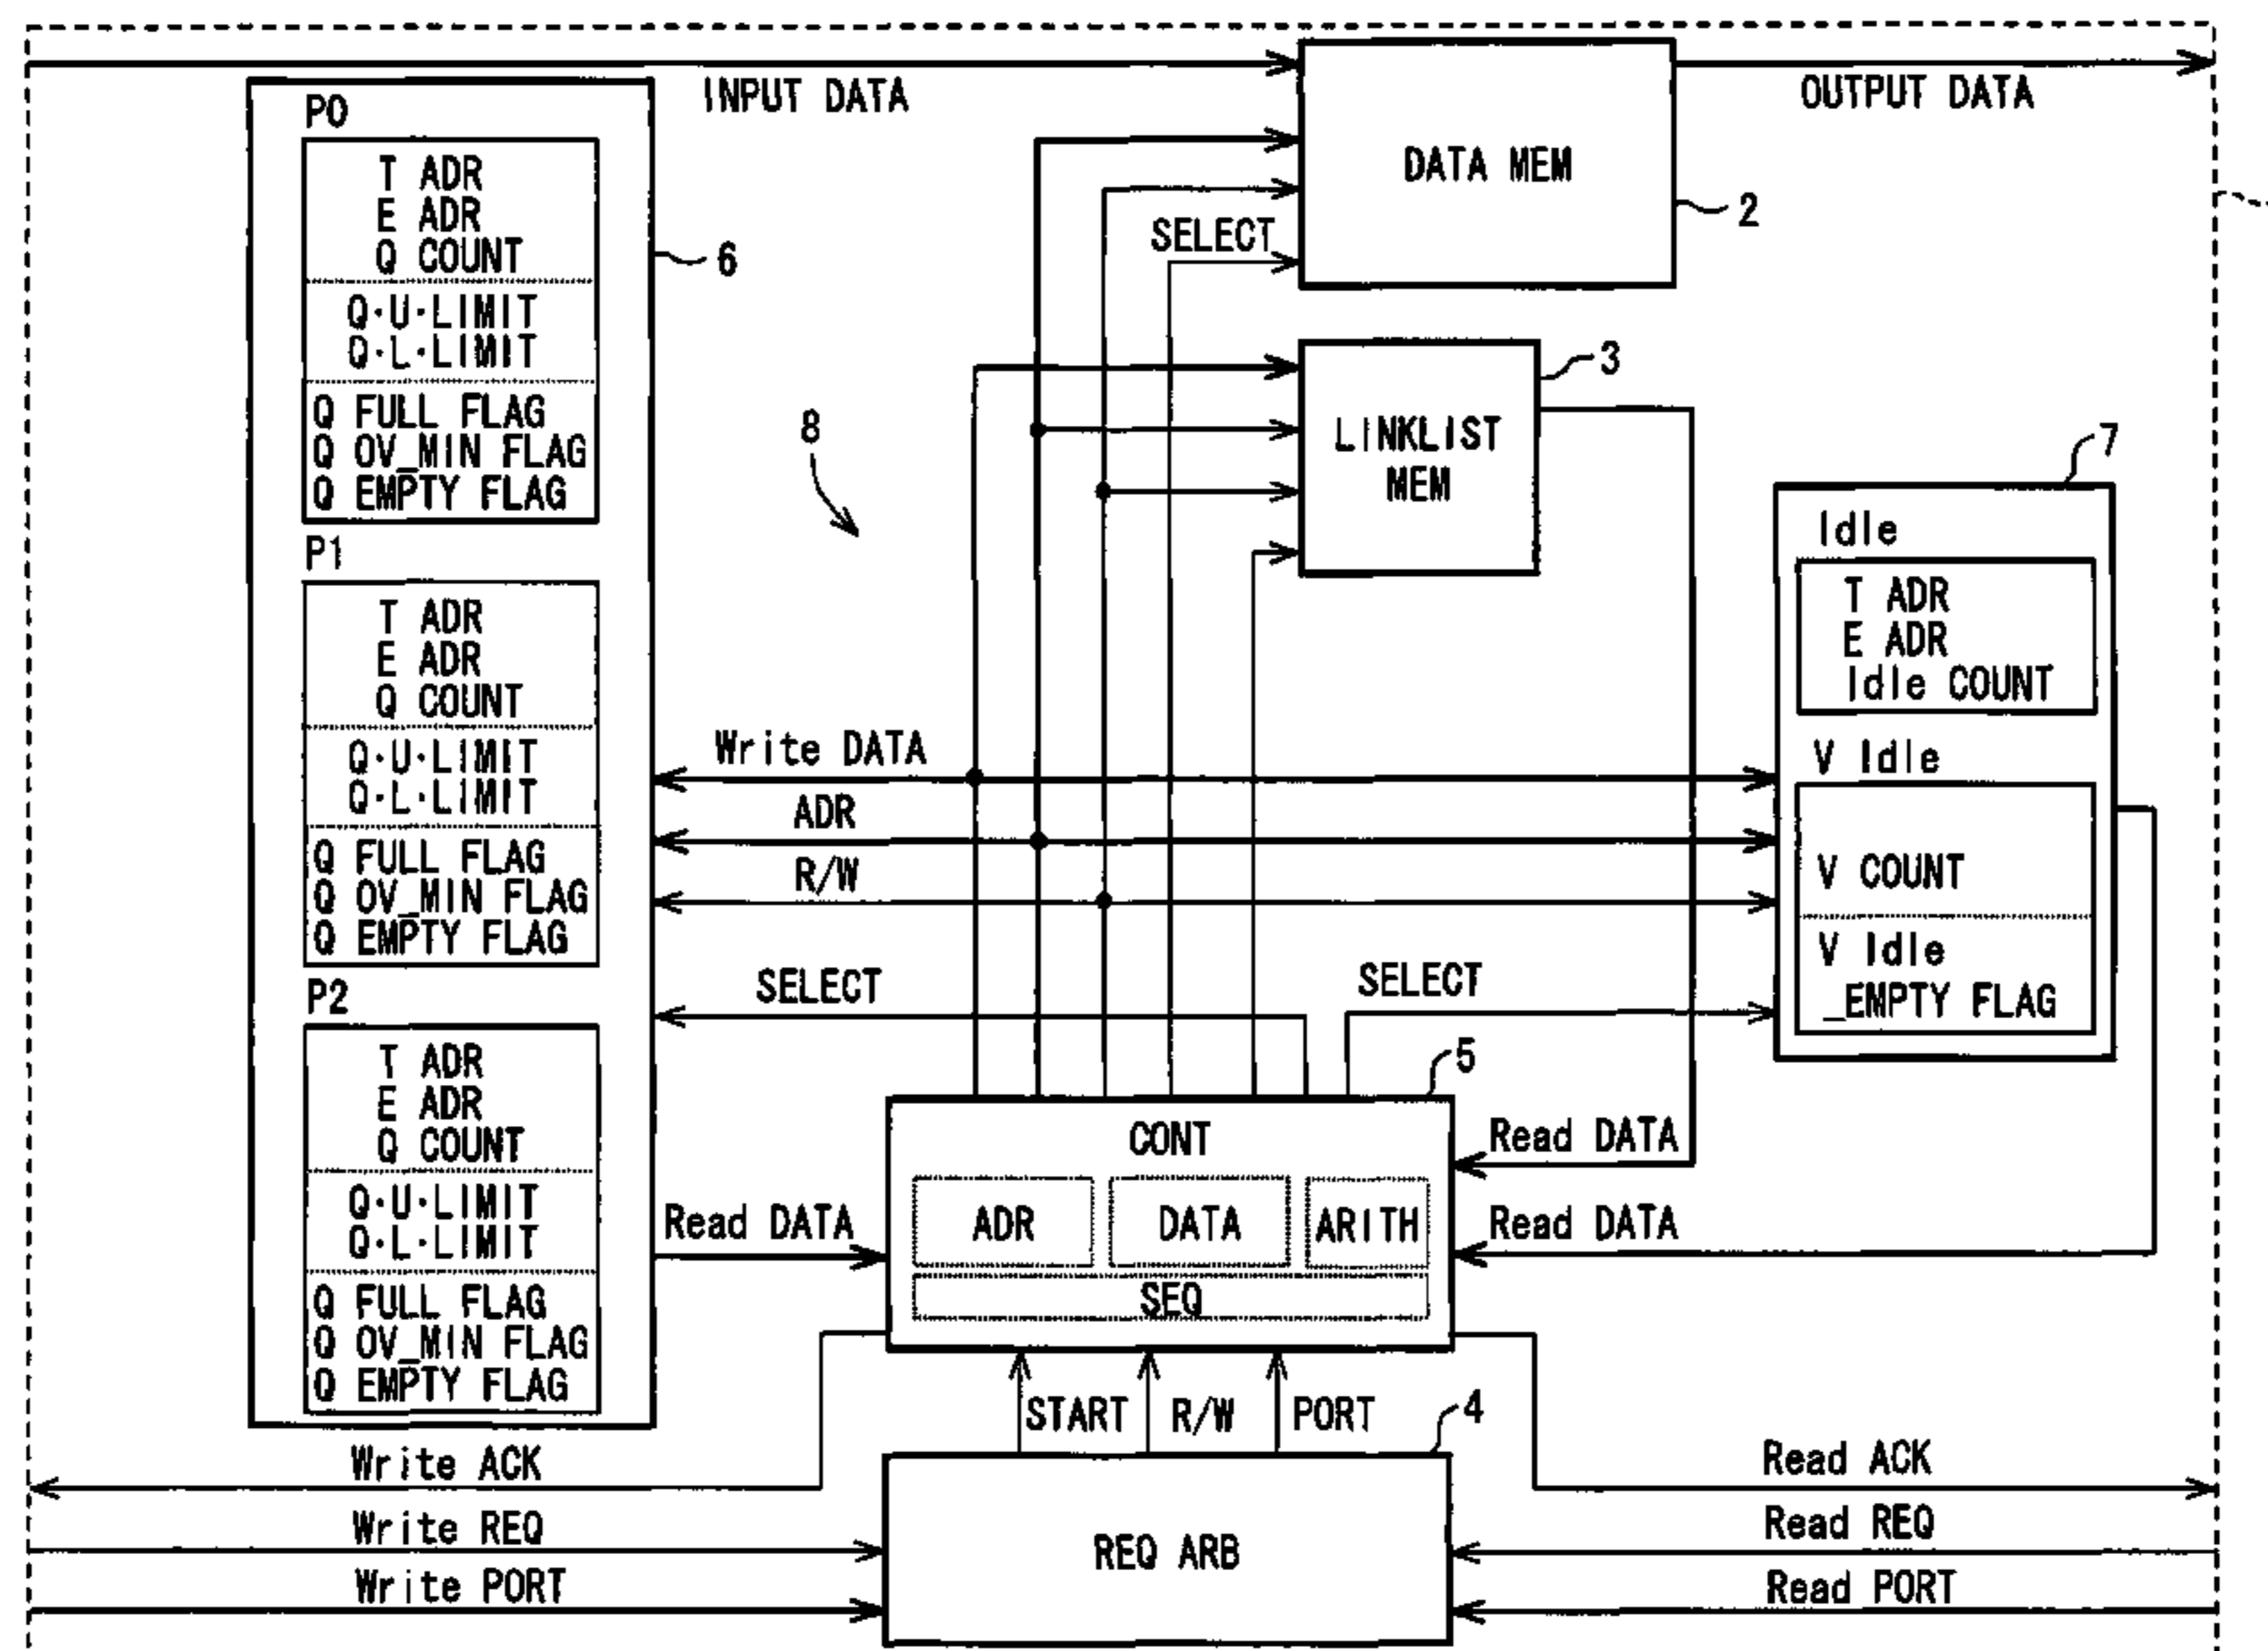 INPUT DATA
OUTPUT DATA
P0
T ADR
E ADR
Q COUNT
Q·U·LIMIT
Q·L·LIMIT
Q FULL FLAG
Q OV_MIN FLAG
Q EMPTY FLAG
6
P1
T ADR
E ADR
Q COUNT
Q·U·LIMIT
Q·L·LIMIT
Q FULL FLAG
Q OV_MIN FLAG
Q EMPTY FLAG
P2
T ADR
E ADR
Q COUNT
Q·U·LIMIT
Q·L·LIMIT
Q FULL FLAG
Q OV_MIN FLAG
Q EMPTY FLAG
DATA MEM
2
SELECT
3
LINKLIST
MEM
8
7
Idle
T ADR
E ADR
Idle COUNT
V Idle
V COUNT
V Idle
_EMPTY FLAG
Write DATA
ADR
R/W
SELECT
SELECT
5
CONT
ADR
DATA
ARITH
SEQ
Read DATA
Read DATA
Read DATA
START
R/W
PORT
4
REQ ARB
Write ACK
Write REQ
Write PORT
Read ACK
Read REQ
Read PORT